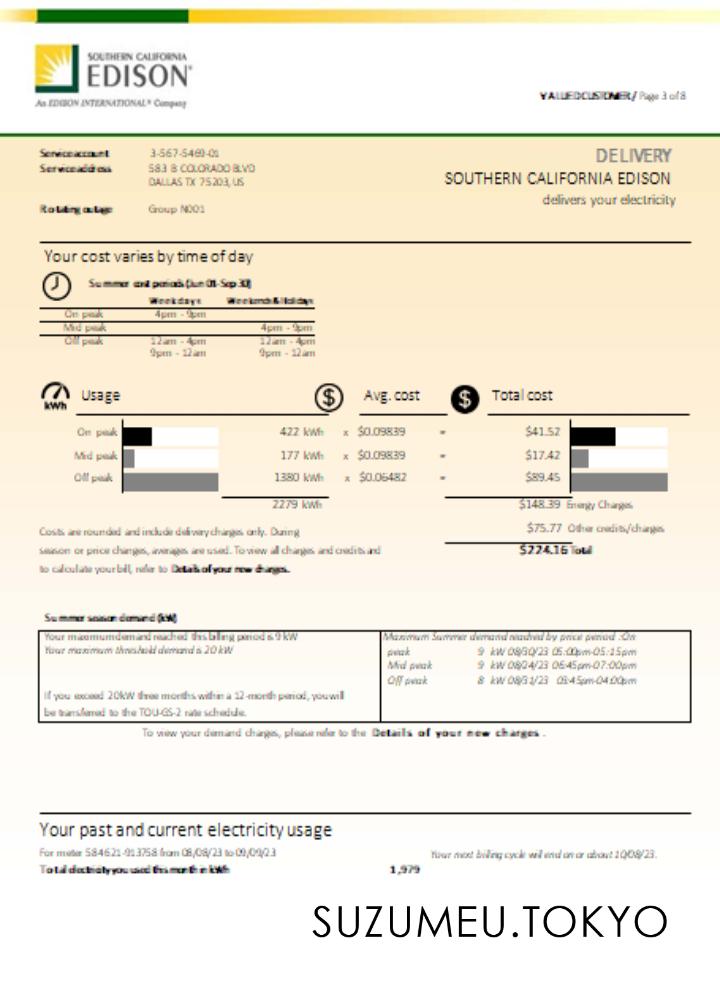 SOUTHERN CALIFORNIA
EDISON®
An EDISON INTERNATIONAL® Company
VALUED CUSTOMER/ Page 3 of 8
Service account 3-567-5469-01
Service address 583 B COLORADO BLVD
DALLAS TX 75203, US
Rotating outage Group N001
DELIVERY
SOUTHERN CALIFORNIA EDISON
delivers your electricity
Your cost varies by time of day
Summer cost periods (Jun 01-Sep 30)
Weekdays Weekends & Holidays
On peak 4pm - 9pm
Mid peak 4pm - 9pm
Off peak 12am - 4pm 12am - 4pm
9pm - 12am 9pm - 12am
kWh Usage $ Avg. cost $ Total cost
On peak 422 kWh x $0.09839 = $41.52
Mid peak 177 kWh x $0.09839 = $17.42
Off peak 1380 kWh x $0.06482 = $89.45
2279 kWh $148.39 Energy Charges
$75.77 Other credits/charges
$224.16 Total
Costs are rounded and include delivery charges only. During
season or price changes, averages are used. To view all charges and credits and
to calculate your bill, refer to Details of your new charges.
Summer season demand (kW)
Your maximum demand reached this billing period is 9 kW
Your maximum threshold demand is 20 kW
If you exceed 20kW three months within a 12-month period, you will
be transferred to the TOU-GS-2 rate schedule.
Maximum Summer demand reached by price period :On
peak 9 kW 08/30/23 05:00pm-05:15pm
Mid peak 9 kW 08/24/23 06:45pm-07:00pm
Off peak 8 kW 08/31/23 03:45pm-04:00pm
To view your demand charges, please refer to the Details of your new charges .
Your past and current electricity usage
For meter 584621-913758 from 08/08/23 to 09/09/23
Your next billing cycle will end on or about 10/08/23.
Total electricity you used this month in kWh 1,979
SUZUMEU.TOKYO